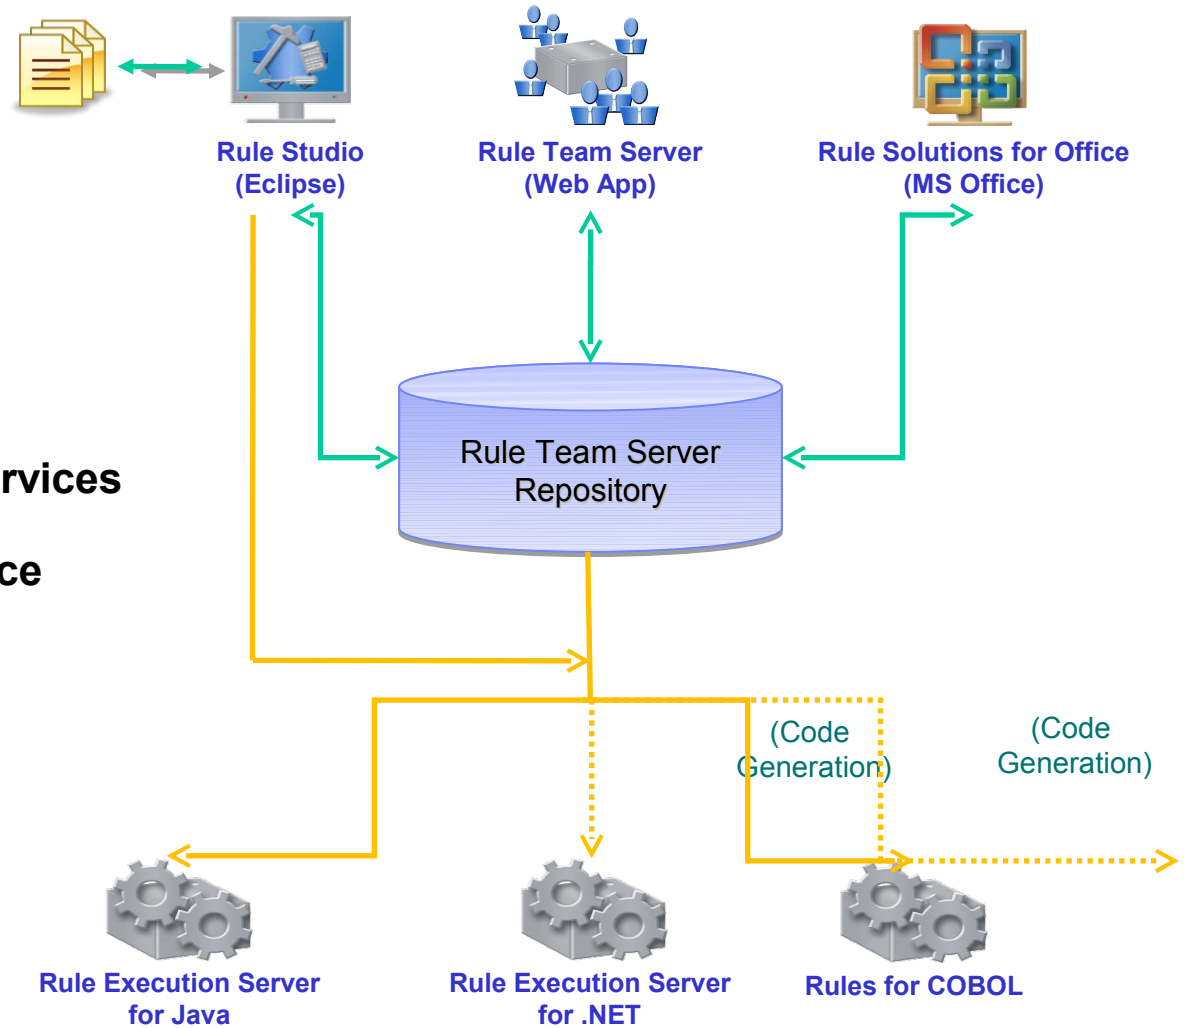 Rule Studio
(Eclipse)
Rule Team Server
(Web App)
Rule Solutions for Office
(MS Office)
Rule Team Server
Repository
rvices
ce
(Code
Generation)
(Code
Generation)
Rule Execution Server
for Java
Rule Execution Server
for .NET
Rules for COBOL